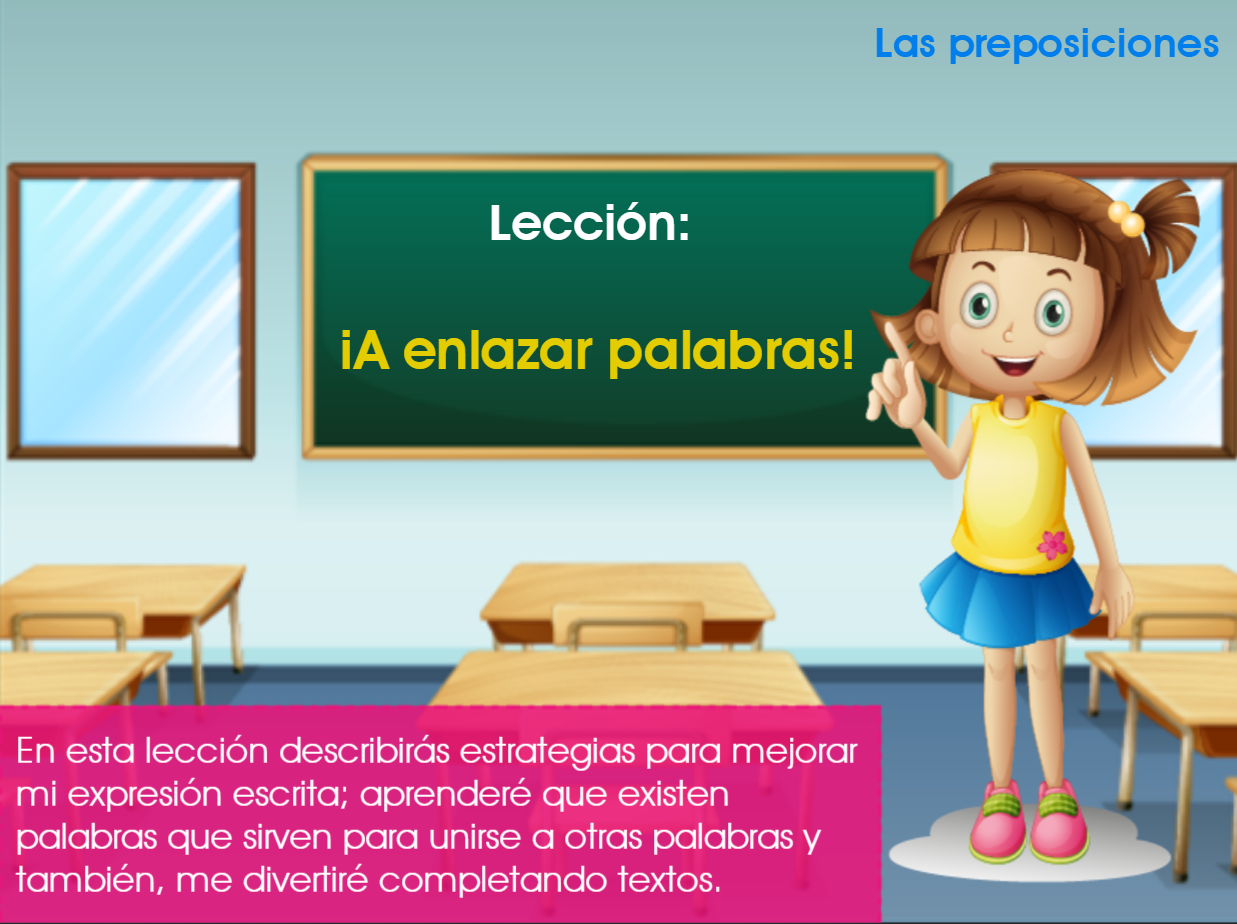 Las preposiciones
Lección:
¡A enlazar palabras!
En esta lección describirás estrategias para mejorar
mi expresión escrita; aprenderé que existen
palabras que sirven para unirse a otras palabras y
también, me divertiré completando textos.